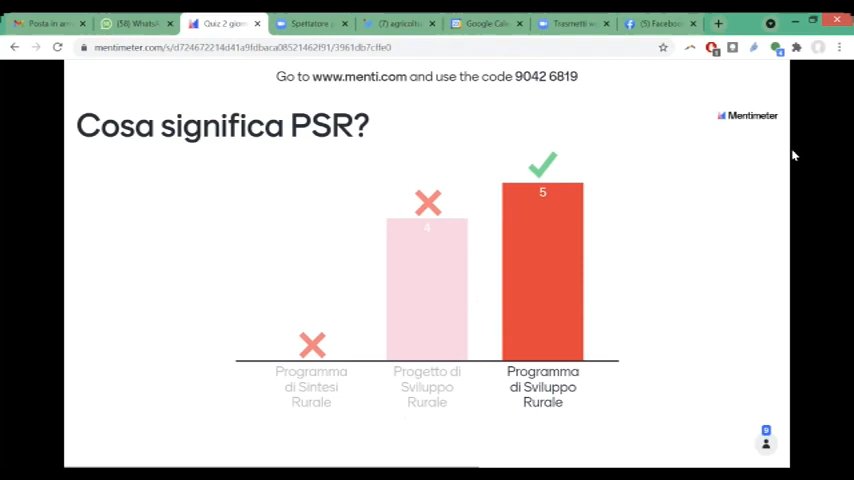 Posta in arr
(58) WhatsA
Quiz 2 giorn
Spettatore
(7) agricoltu
Google Cale
Trasmetti w
(5) Facebook
mentimeter.com/s/d724672214d41a9fdbaca08521462f91/3961db7cffe0
Go to www.menti.com and use the code 9042 6819
Cosa significa PSR?
Mentimeter
4
5
Programma
di Sintesi
Rurale
Progetto di
Sviluppo
Rurale
Programma
di Sviluppo
Rurale
9